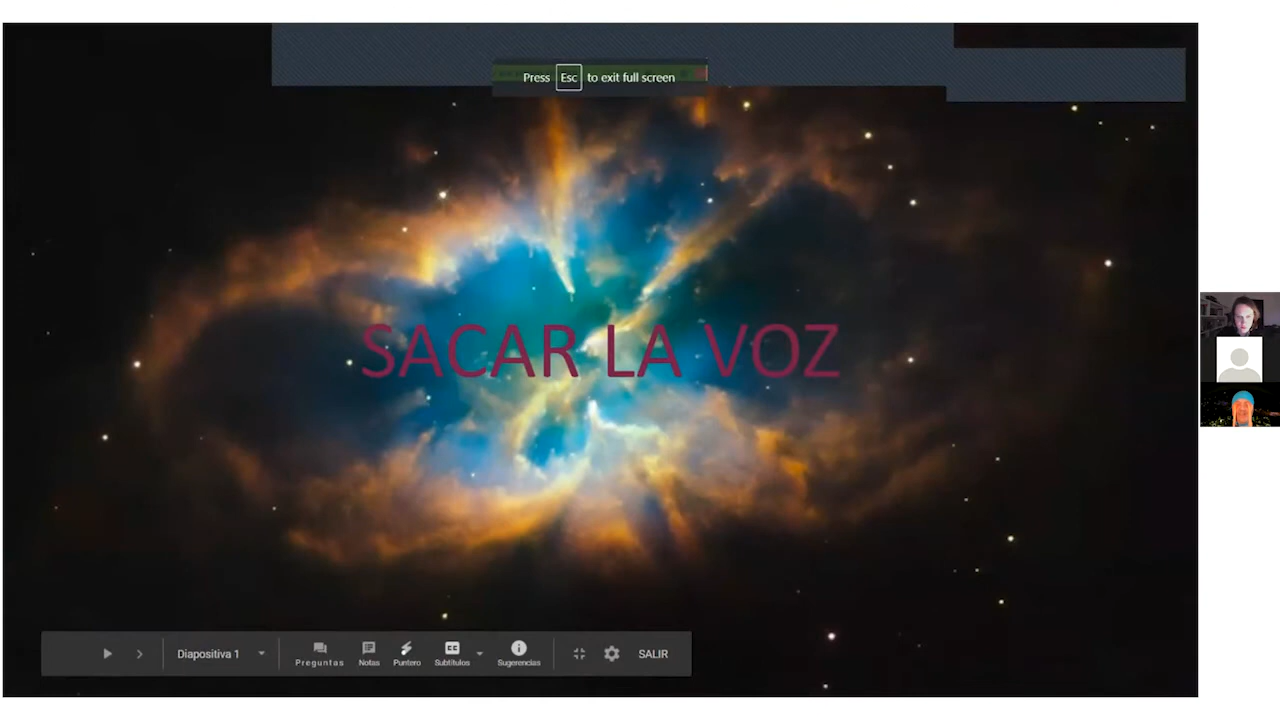 Press Esc to exit full screen
SACAR LA VOZ
Diapositiva 1
Preguntas
Notas
Puntero
Subtítulos
Sugerencias
SALIR